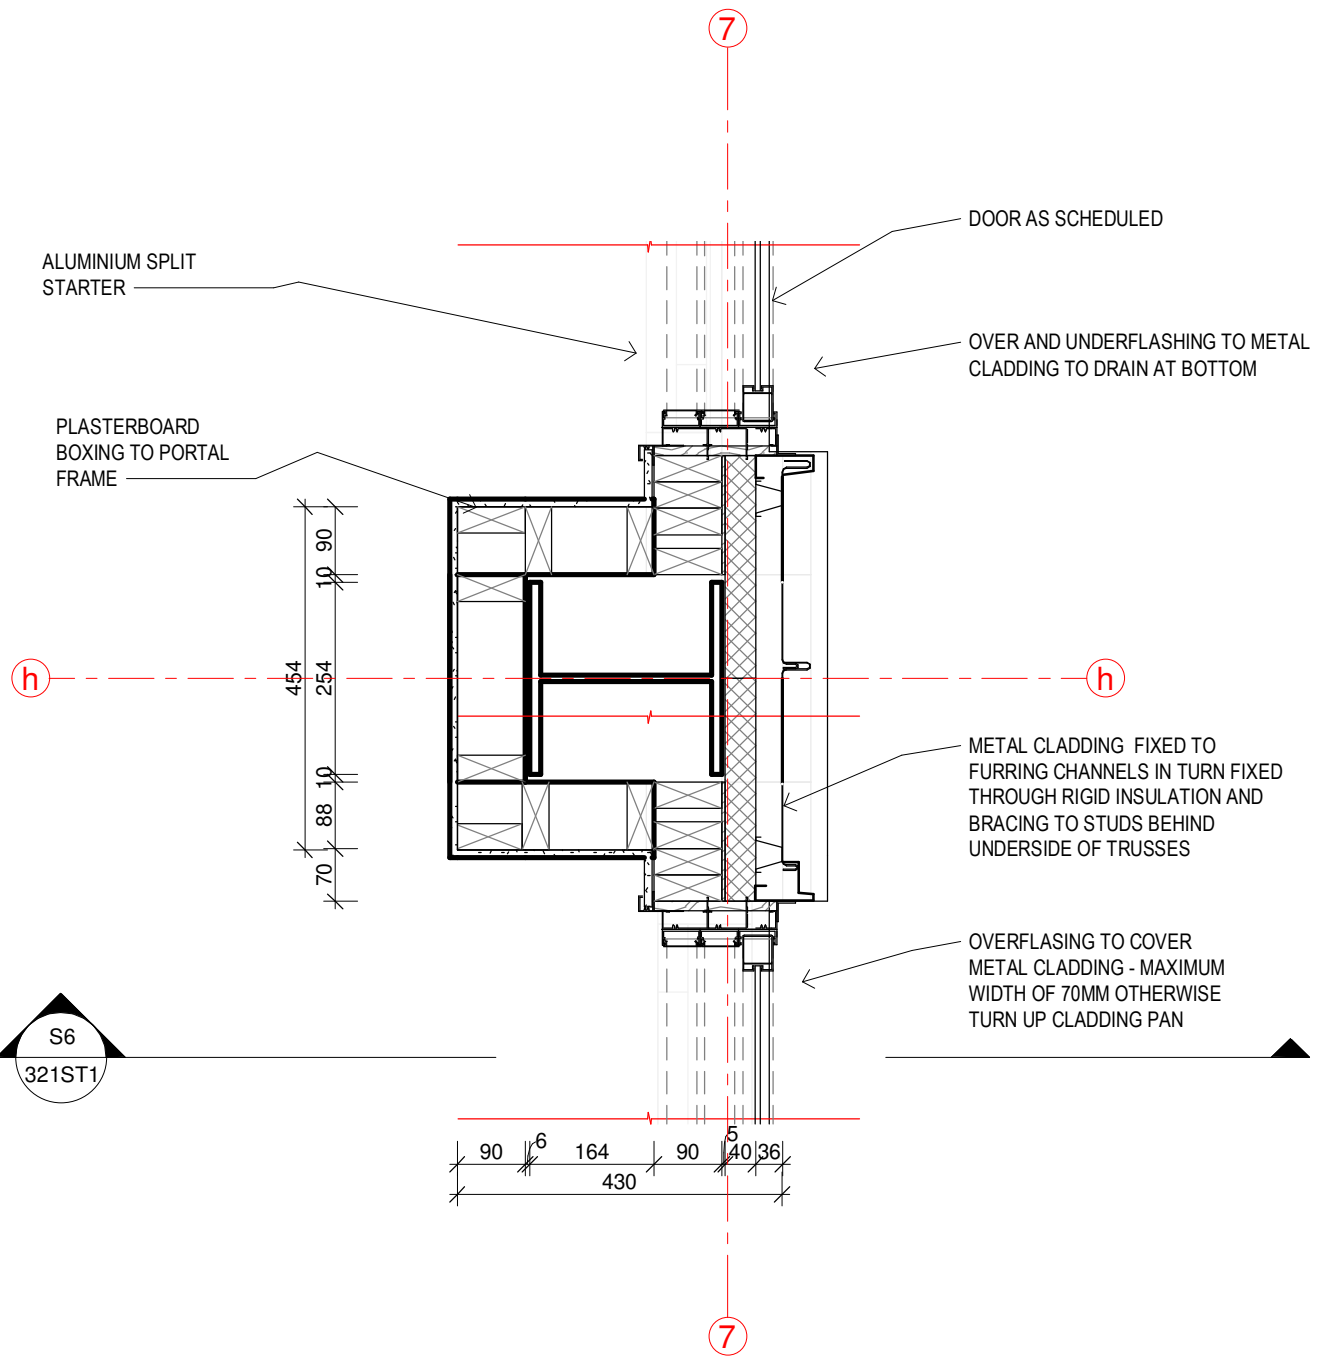 7
DOOR AS SCHEDULED
ALUMINIUM SPLIT
STARTER
OVER AND UNDERFLASHING TO METAL
CLADDING TO DRAIN AT BOTTOM
PLASTERBOARD
BOXING TO PORTAL
FRAME
90
10
454
254
10
88
70
h
h
METAL CLADDING FIXED TO
FURRING CHANNELS IN TURN FIXED
THROUGH RIGID INSULATION AND
BRACING TO STUDS BEHIND
UNDERSIDE OF TRUSSES
OVERFLASING TO COVER
METAL CLADDING - MAXIMUM
WIDTH OF 70MM OTHERWISE
TURN UP CLADDING PAN
S6
321ST1
90 6 164 90 5 40 36
430
7